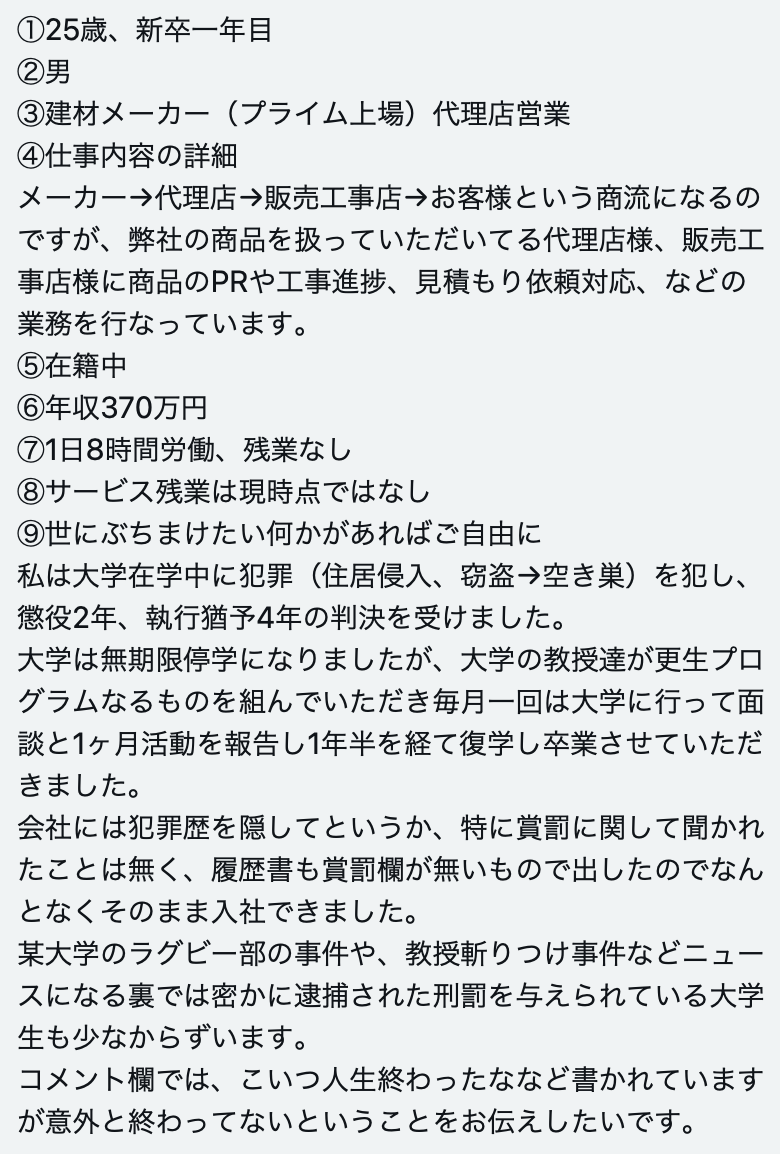 ①25歳、新卒一年目
②男
③建材メーカー（プライム上場）代理店営業
④仕事内容の詳細
メーカー→代理店→販売工事店→お客様という商流になるの
ですが、弊社の商品を扱っていただいてる代理店様、販売工
事店様に商品のPRや工事進捗、見積もり依頼対応、などの
業務を行なっています。
⑤在籍中
⑥年収370万円
⑦1日8時間労働、残業なし
⑧サービス残業は現時点ではなし
⑨世にぶちまけたい何かがあればご自由に
私は大学在学中に犯罪（住居侵入、窃盗→空き巣）を犯し、
懲役2年、執行猶予4年の判決を受けました。
大学は無期限停学になりましたが、大学の教授達が更生プロ
グラムなるものを組んでいただき毎月一回は大学に行って面
談と1ヶ月活動を報告し1年半を経て復学し卒業させていただ
きました。
会社には犯罪歴を隠してというか、特に賞罰に関して聞かれ
たことは無く、履歴書も賞罰欄が無いもので出したのでなん
となくそのまま入社できました。
某大学のラグビー部の事件や、教授斬りつけ事件などニュー
スになる裏では密かに逮捕された刑罰を与えられている大学
生も少なからずいます。
コメント欄では、こいつ人生終わったななど書かれています
が意外と終わってないということをお伝えしたいです。